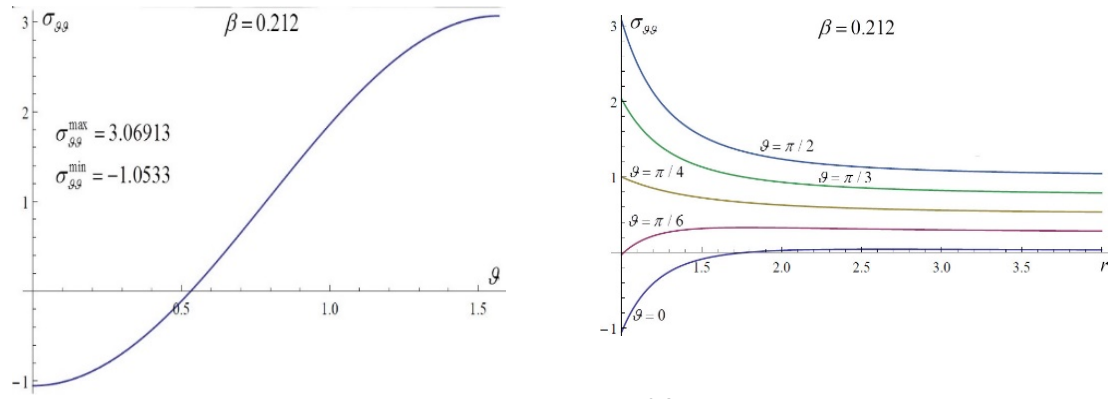 σ_ϑϑ
β = 0.212
3
2
1
-1
σ_ϑϑ^max = 3.06913
σ_ϑϑ^min = -1.0533
0.5
1.0
1.5
ϑ
σ_ϑϑ
β = 0.212
3
2
1
-1
ϑ = π / 2
ϑ = π / 3
ϑ = π / 4
ϑ = π / 6
ϑ = 0
1.5
2.0
2.5
3.0
3.5
r